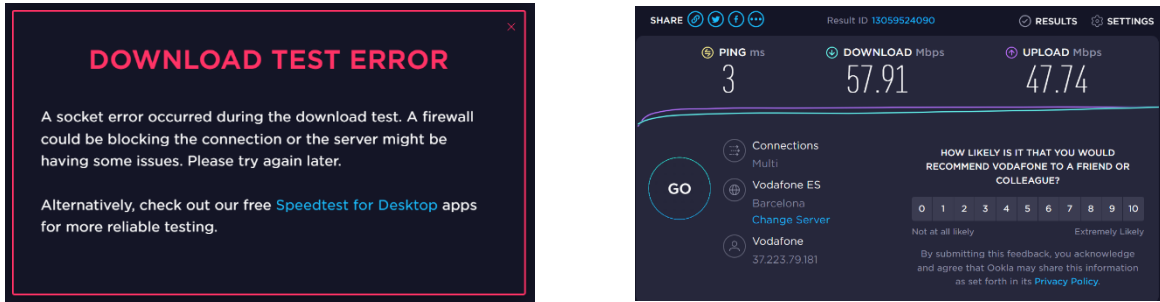 ×
DOWNLOAD TEST ERROR
A socket error occurred during the download test. A firewall
could be blocking the connection or the server might be
having some issues. Please try again later.
Alternatively, check out our free Speedtest for Desktop apps
for more reliable testing.
SHARE
Result ID 13059524090
RESULTS
SETTINGS
PING ms
DOWNLOAD Mbps
UPLOAD Mbps
3
57.91
47.74
GO
Connections
Multi
Vodafone ES
Barcelona
Change Server
Vodafone
37.223.79.181
HOW LIKELY IS IT THAT YOU WOULD
RECOMMEND VODAFONE TO A FRIEND OR
COLLEAGUE?
0 1 2 3 4 5 6 7 8 9 10
Not at all likely
Extremely Likely
By submitting this feedback, you acknowledge
and agree that Ookla may share this information
as set forth in its Privacy Policy.